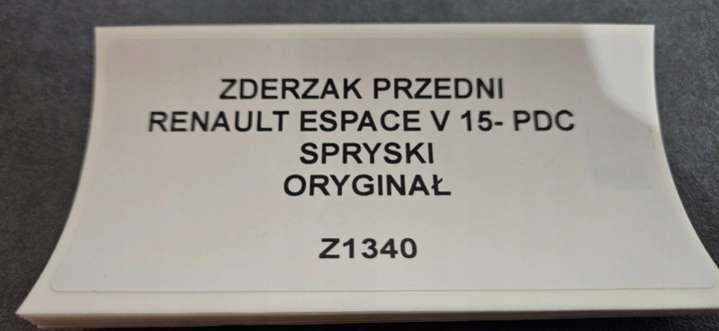 ZDERZAK PRZEDNI
RENAULT ESPACE V 15- PDC
SPRYSKI
ORYGINAŁ
Z1340